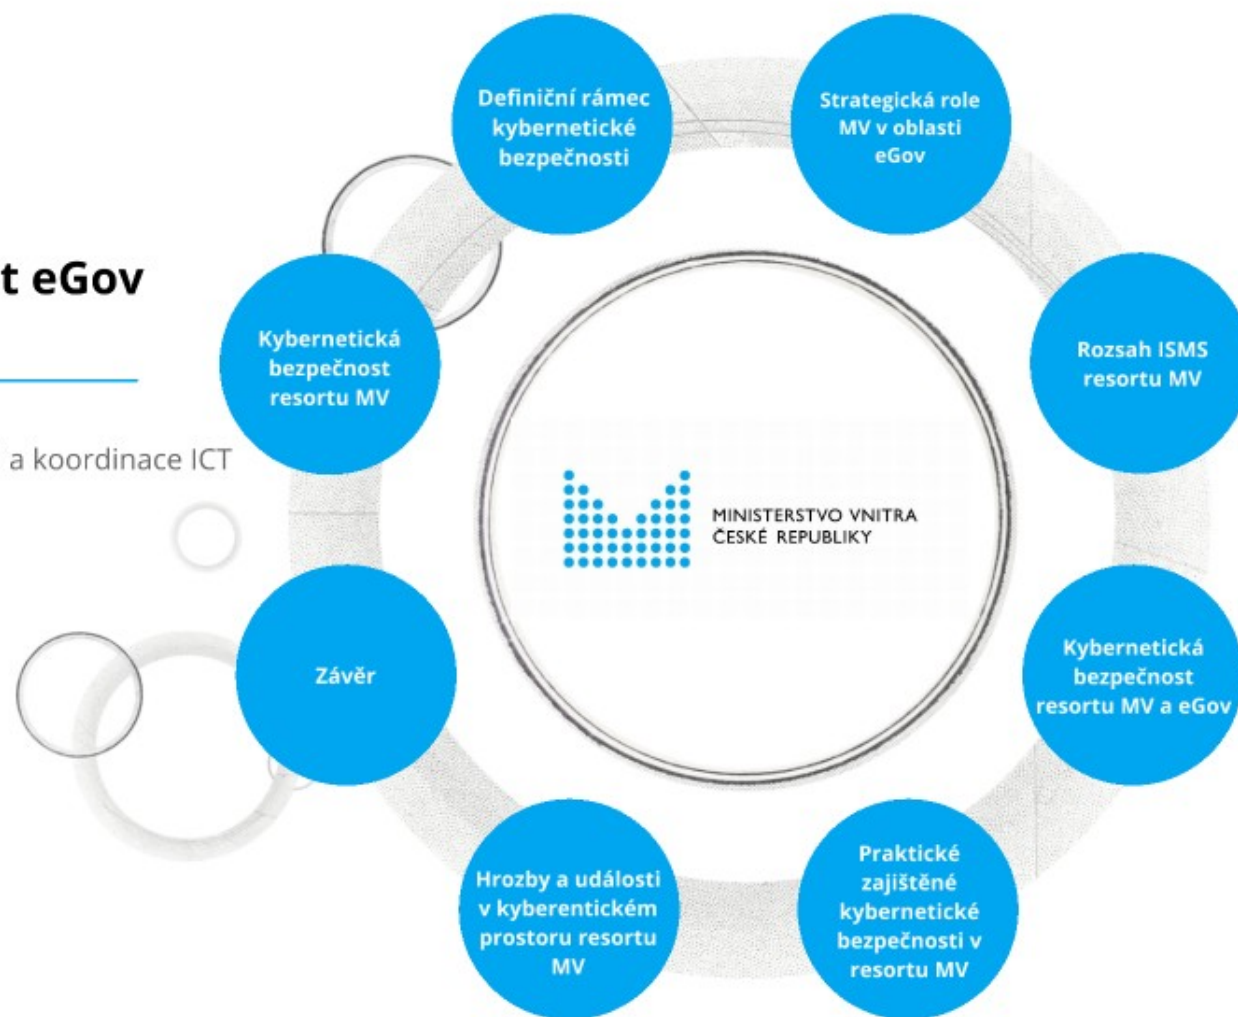 t eGov
a koordinace ICT
Definiční rámec
kybernetické
bezpečnosti
Strategická role
MV v oblasti
eGov
Kybernetická
bezpečnost
resortu MV
Rozsah ISMS
resortu MV
MINISTERSTVO VNITRA
ČESKÉ REPUBLIKY
Závěr
Kybernetická
bezpečnost
resortu MV a eGov
Hrozby a události
v kyberentickém
prostoru resortu
MV
Praktické
zajištěné
kybernetické
bezpečnosti v
resortu MV